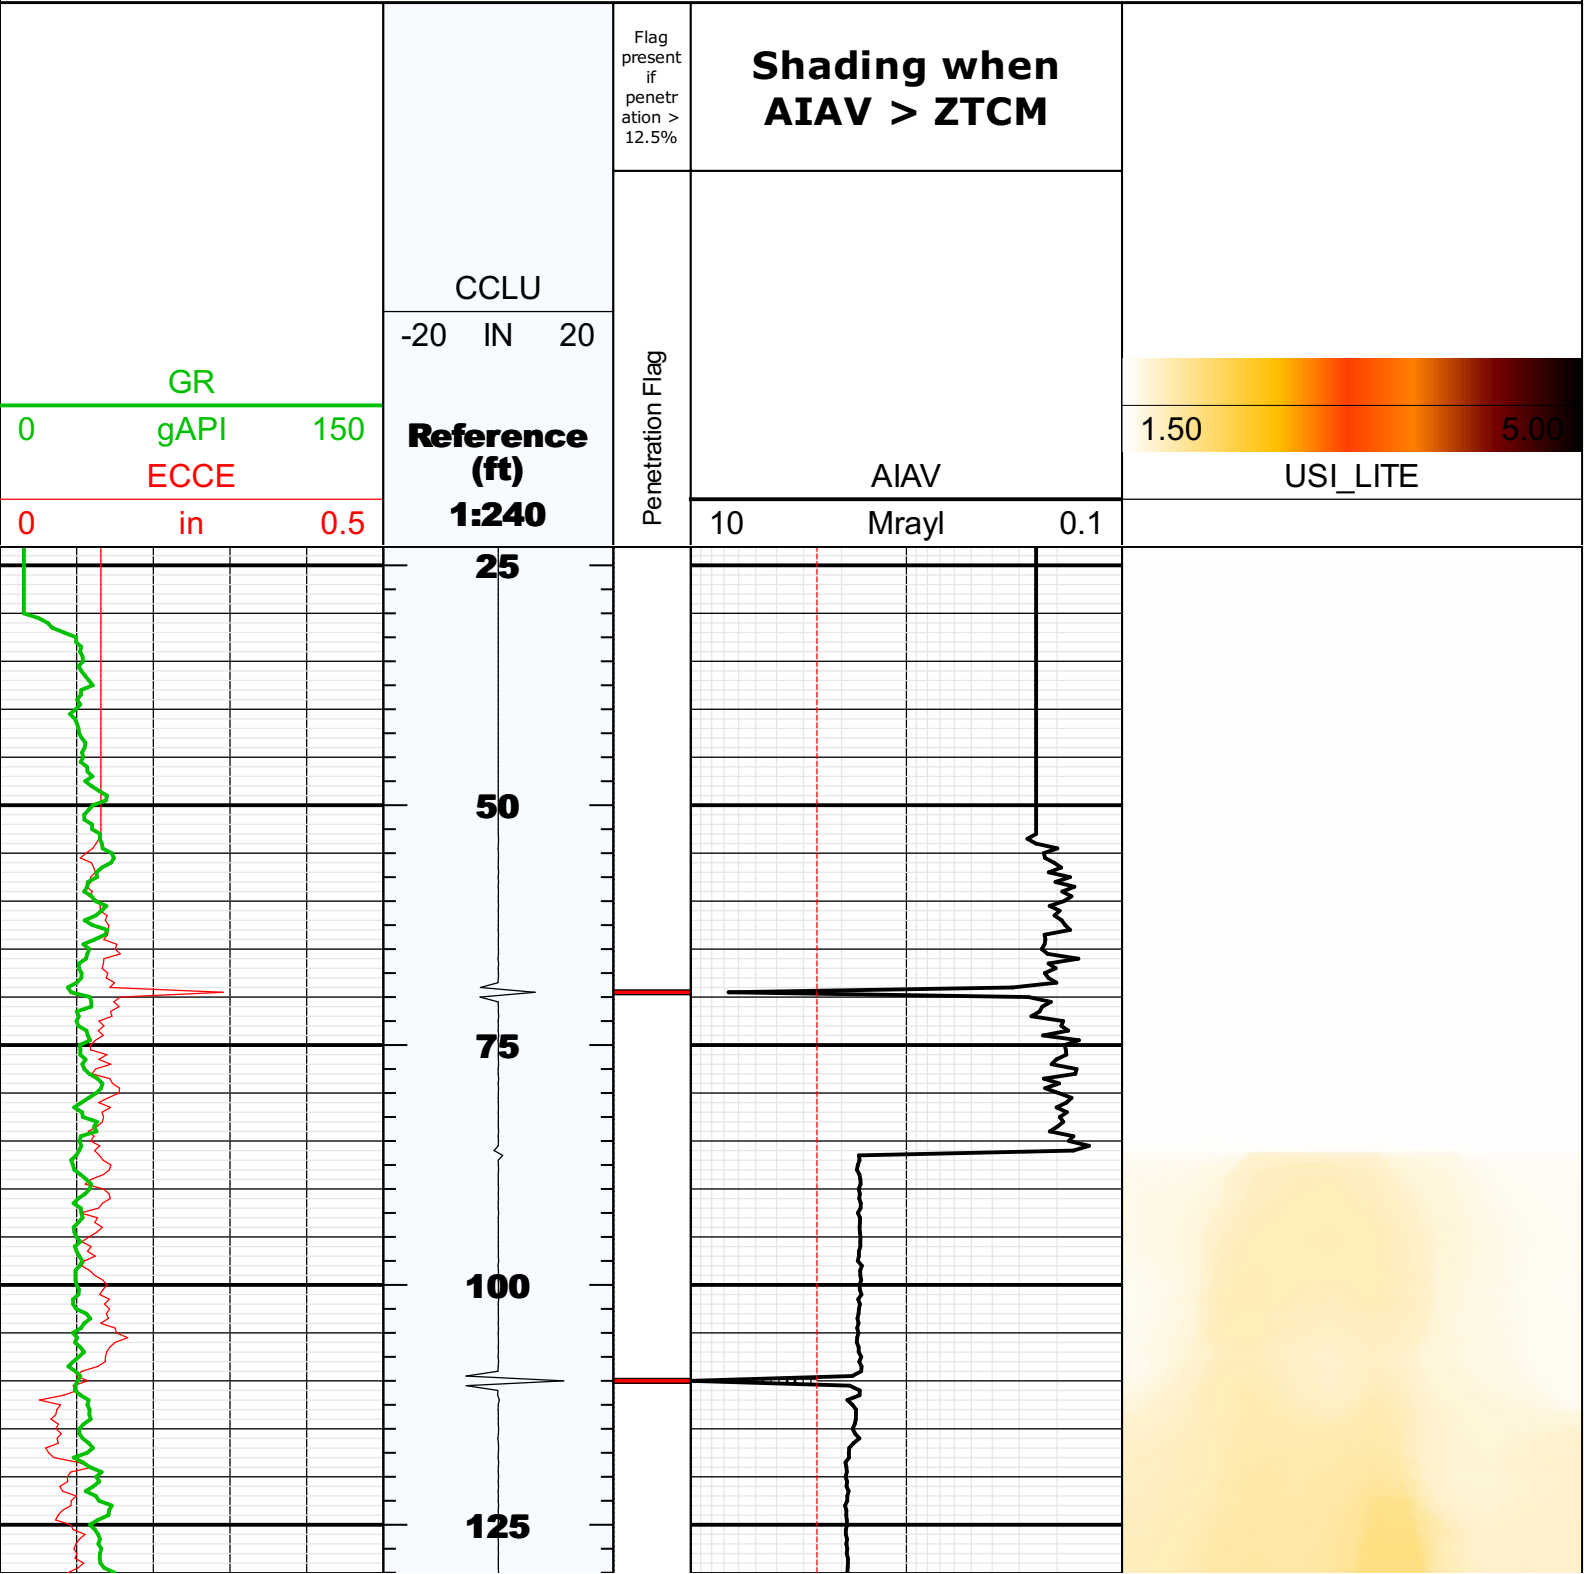 Flag
present
if
penetr
ation >
12.5%
Shading when
AIAV > ZTCM
CCLU
-20 IN 20
GR
0 gAPI 150
ECCE
0 in 0.5
Reference
(ft)
1:240
Penetration Flag
AIAV
10 Mrayl 0.1
1.50 5.00
USI_LITE
25
50
75
100
125